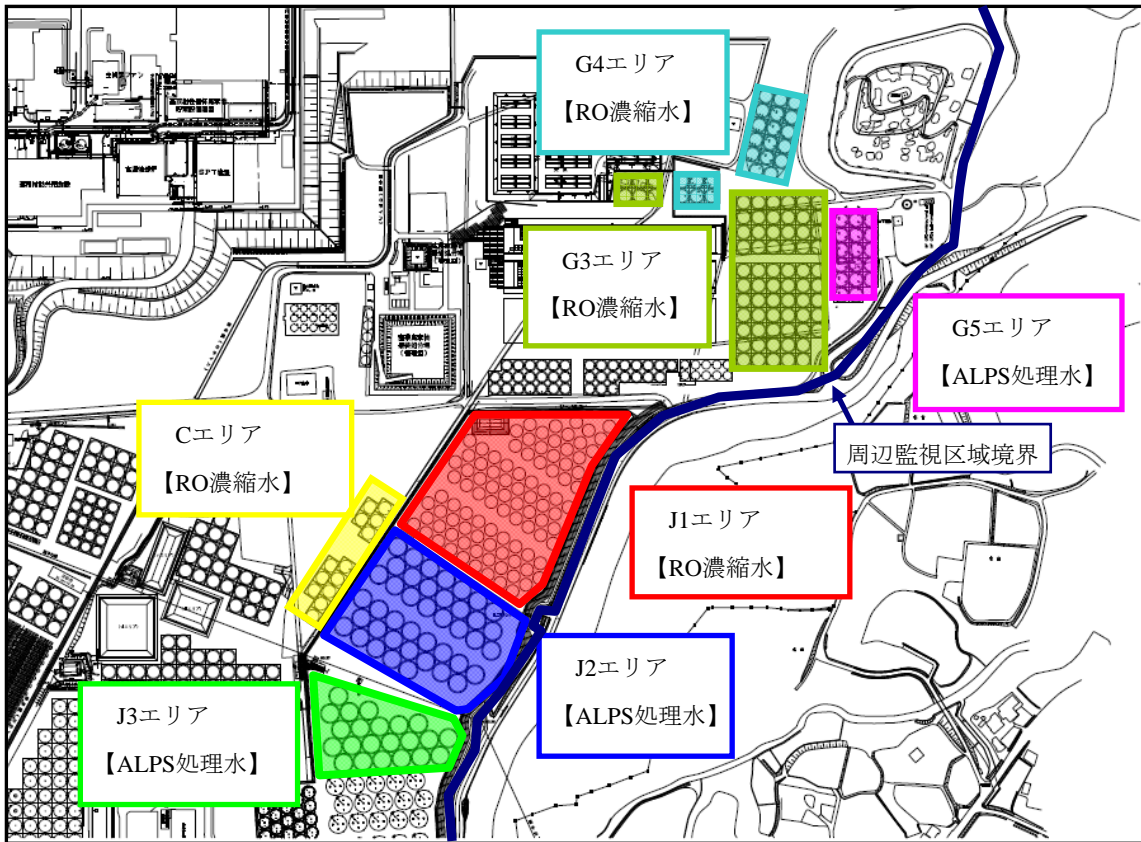 G4エリア
【RO濃縮水】
G3エリア
【RO濃縮水】
G5エリア
【ALPS処理水】
Cエリア
【RO濃縮水】
周辺監視区域境界
J1エリア
【RO濃縮水】
J2エリア
【ALPS処理水】
J3エリア
【ALPS処理水】